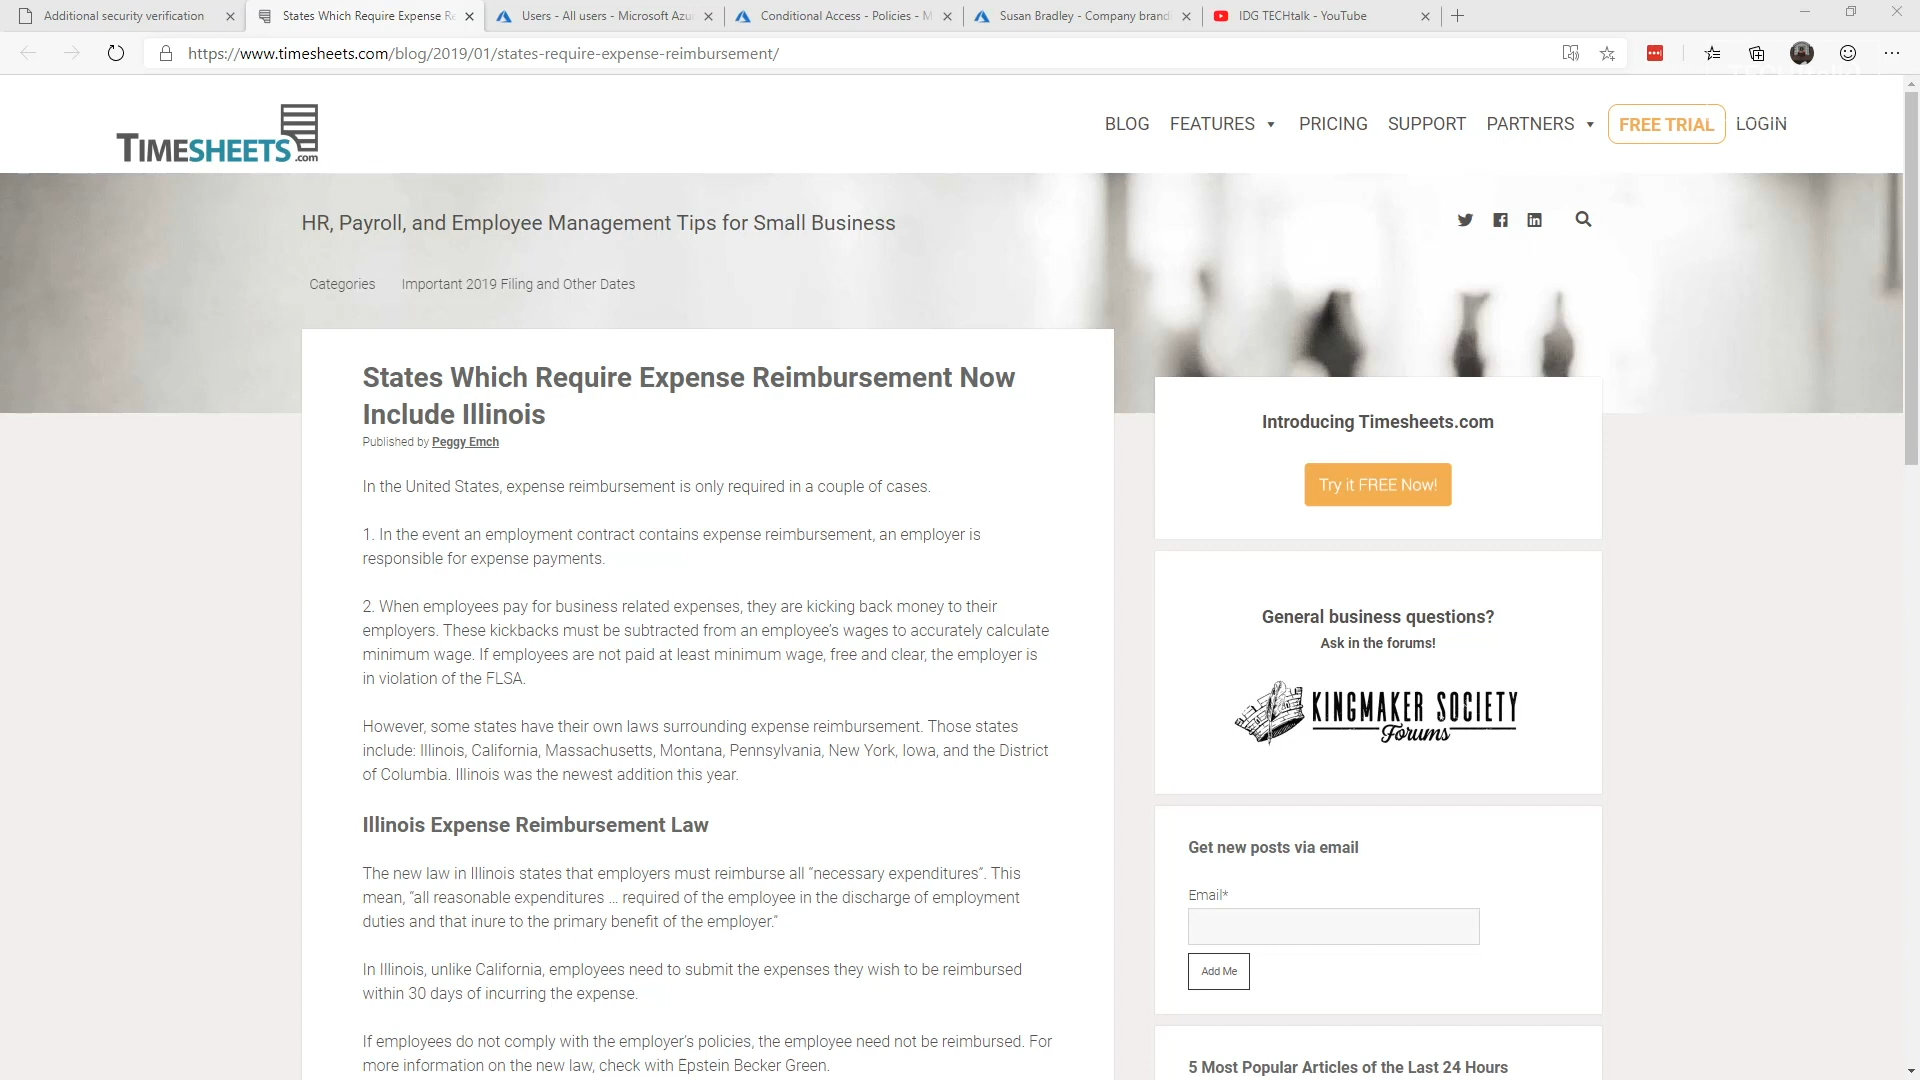 Additional security verification
States Which Require Expense Re
Users - All users - Microsoft Azu
Conditional Access - Policies - M
Susan Bradley - Company brand
IDG TECHtalk - YouTube
https://www.timesheets.com/blog/2019/01/states-require-expense-reimbursement/
TIMESHEETS.com
BLOG
FEATURES
PRICING
SUPPORT
PARTNERS
FREE TRIAL
LOGIN
HR, Payroll, and Employee Management Tips for Small Business
Categories
Important 2019 Filing and Other Dates
States Which Require Expense Reimbursement Now
Include Illinois
Published by Peggy Emch
In the United States, expense reimbursement is only required in a couple of cases.
1. In the event an employment contract contains expense reimbursement, an employer is
responsible for expense payments.
2. When employees pay for business related expenses, they are kicking back money to their
employers. These kickbacks must be subtracted from an employee’s wages to accurately calculate
minimum wage. If employees are not paid at least minimum wage, free and clear, the employer is
in violation of the FLSA.
However, some states have their own laws surrounding expense reimbursement. Those states
include: Illinois, California, Massachusetts, Montana, Pennsylvania, New York, Iowa, and the District
of Columbia. Illinois was the newest addition this year.
Illinois Expense Reimbursement Law
The new law in Illinois states that employers must reimburse all “necessary expenditures”. This
mean, “all reasonable expenditures … required of the employee in the discharge of employment
duties and that inure to the primary benefit of the employer.”
In Illinois, unlike California, employees need to submit the expenses they wish to be reimbursed
within 30 days of incurring the expense.
If employees do not comply with the employer’s policies, the employee need not be reimbursed. For
more information on the new law, check with Epstein Becker Green.
Introducing Timesheets.com
Try it FREE Now!
General business questions?
Ask in the forums!
KINGMAKER SOCIETY
Forums
Get new posts via email
Email*
Add Me
5 Most Popular Articles of the Last 24 Hours